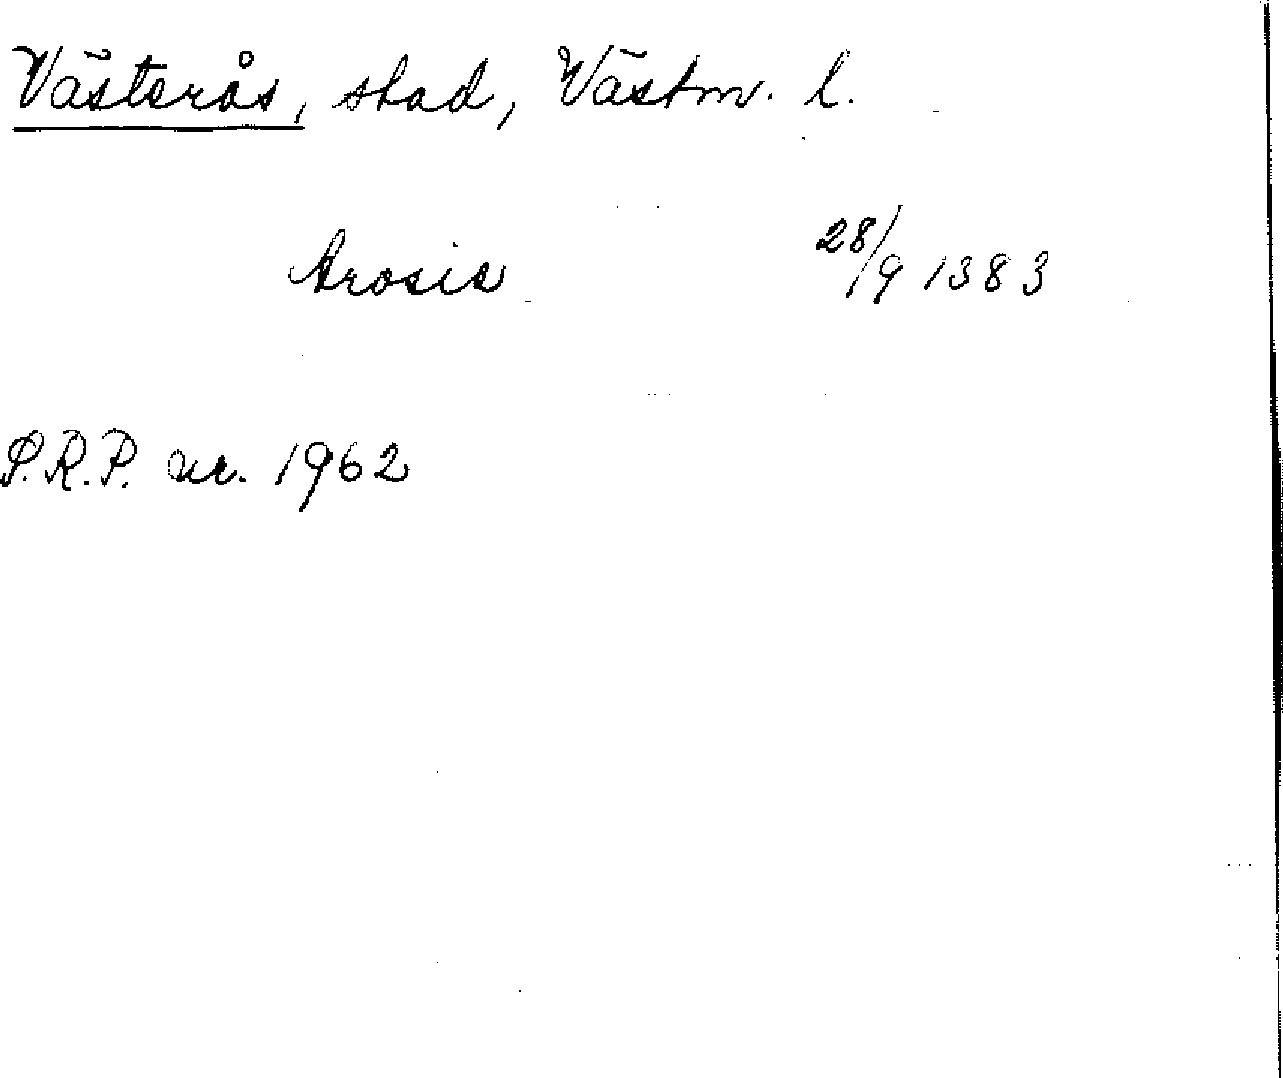 Västerås, stad, Västm. l.
Arosia 28/9 1383
S.R.P. nr. 1962